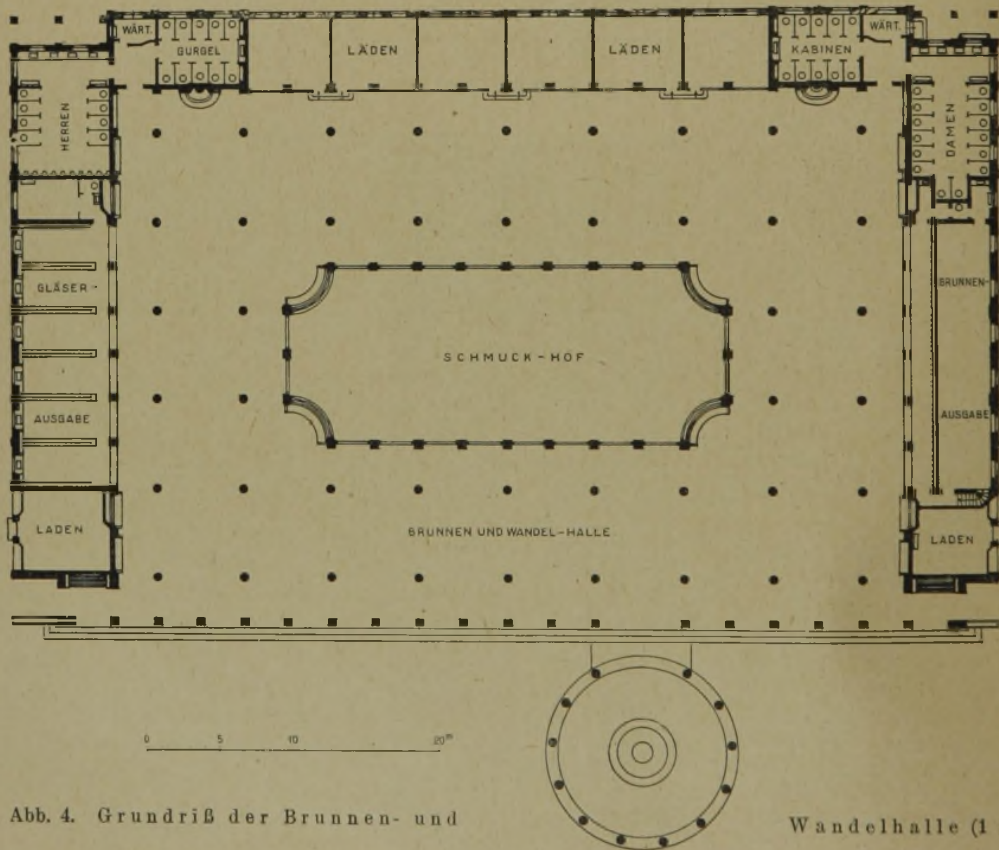 WÄRT.
GURGEL
LÄDEN
LÄDEN
KABINEN
WÄRT.
HERREN
DAMEN
GLÄSER-
BRUNNEN-
SCHMUCK-HOF
AUSGABE
AUSGABE
LADEN
BRUNNEN UND WANDEL-HALLE
LADEN
0 5 10 20m
Abb. 4. Grundriß der Brunnen- und Wandelhalle (1